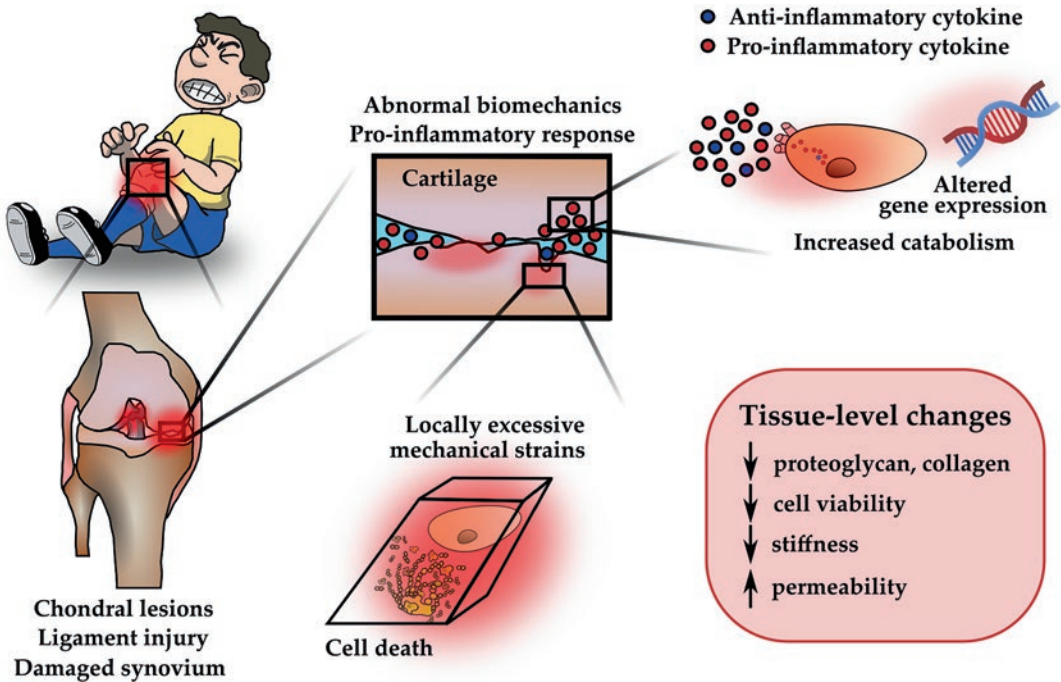 Anti-inflammatory cytokine
Pro-inflammatory cytokine
Abnormal biomechanics
Pro-inflammatory response
Cartilage
Altered
gene expression
Increased catabolism
Locally excessive
mechanical strains
Cell death
Chondral lesions
Ligament injury
Damaged synovium
Tissue-level changes
↓ proteoglycan, collagen
↓ cell viability
↓ stiffness
↑ permeability